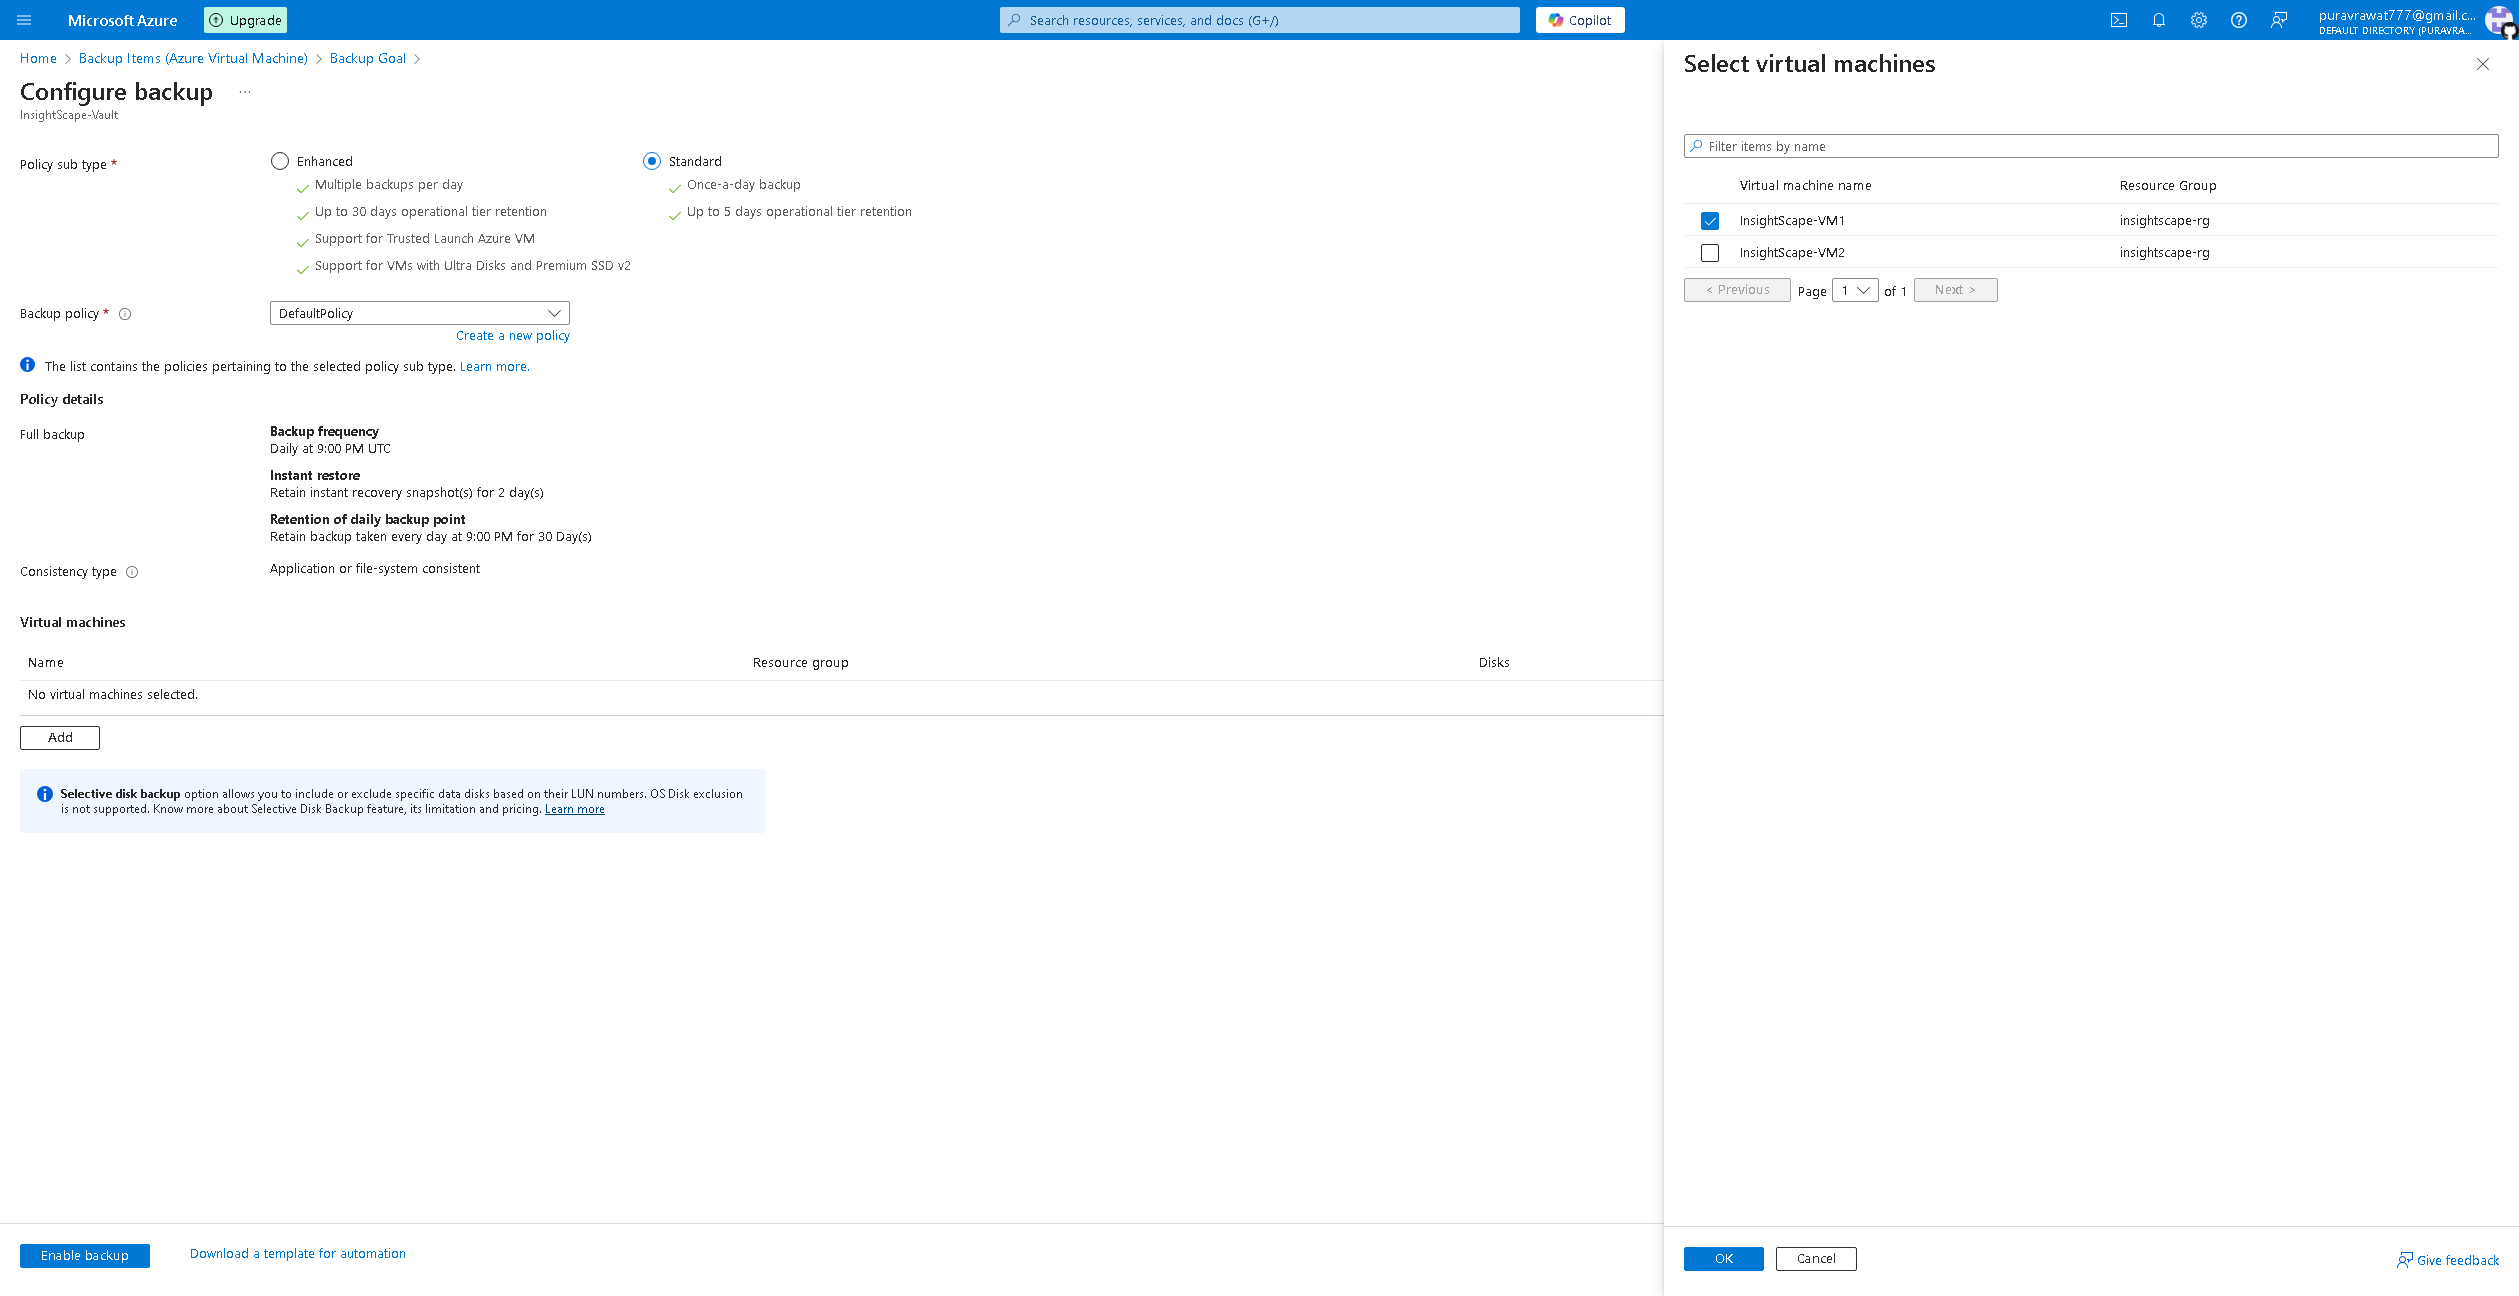 Microsoft Azure
Upgrade
Search resources, services, and docs (G+/)
Copilot
puravrawat777@gmail.c...
DEFAULT DIRECTORY (PURAVRA...
Home > Backup Items (Azure Virtual Machine) > Backup Goal >
Configure backup ...
InsightScape-Vault
Policy sub type *
Enhanced
Multiple backups per day
Up to 30 days operational tier retention
Support for Trusted Launch Azure VM
Support for VMs with Ultra Disks and Premium SSD v2
Standard
Once-a-day backup
Up to 5 days operational tier retention
Backup policy *
DefaultPolicy
Create a new policy
The list contains the policies pertaining to the selected policy sub type. Learn more.
Policy details
Full backup
Backup frequency
Daily at 9:00 PM UTC
Instant restore
Retain instant recovery snapshot(s) for 2 day(s)
Retention of daily backup point
Retain backup taken every day at 9:00 PM for 30 Day(s)
Consistency type
Application or file-system consistent
Virtual machines
Name Resource group Disks
No virtual machines selected.
Add
Selective disk backup option allows you to include or exclude specific data disks based on their LUN numbers. OS Disk exclusion
is not supported. Know more about Selective Disk Backup feature, its limitation and pricing. Learn more
Enable backup
Download a template for automation
Select virtual machines
Filter items by name
Virtual machine name Resource Group
InsightScape-VM1 insightscape-rg
InsightScape-VM2 insightscape-rg
< Previous Page 1 of 1 Next >
OK
Cancel
Give feedback